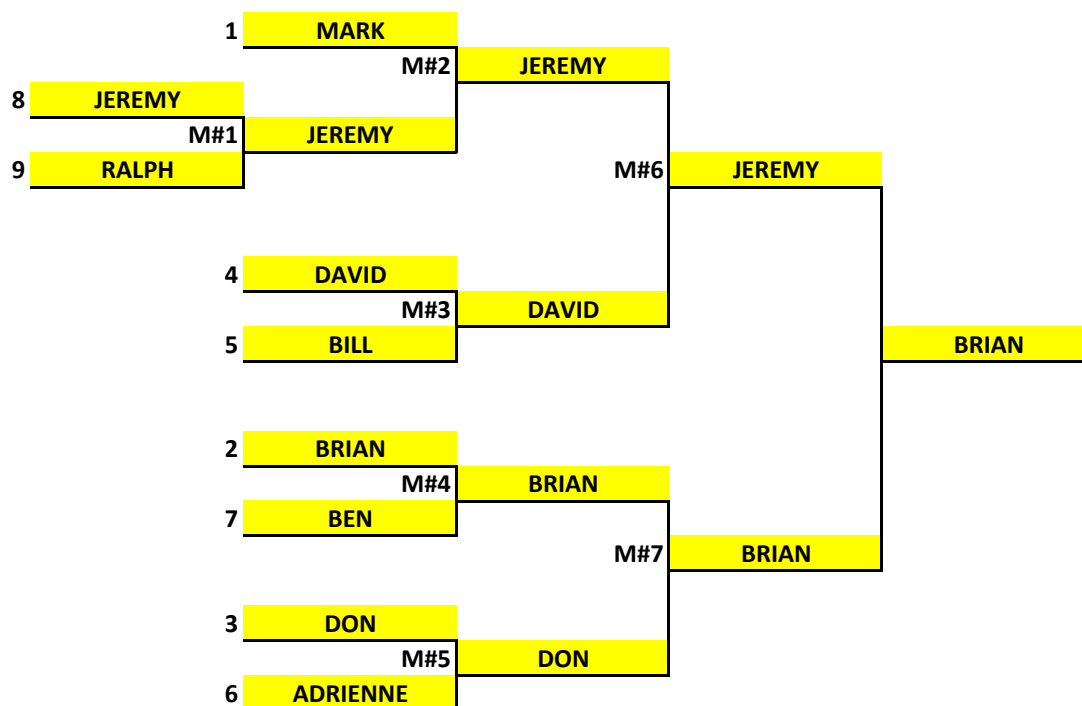 1 MARK
M#2 JEREMY
8 JEREMY
M#1 JEREMY
9 RALPH
M#6 JEREMY
4 DAVID
M#3 DAVID
5 BILL
BRIAN
2 BRIAN
M#4 BRIAN
7 BEN
M#7 BRIAN
3 DON
M#5 DON
6 ADRIENNE